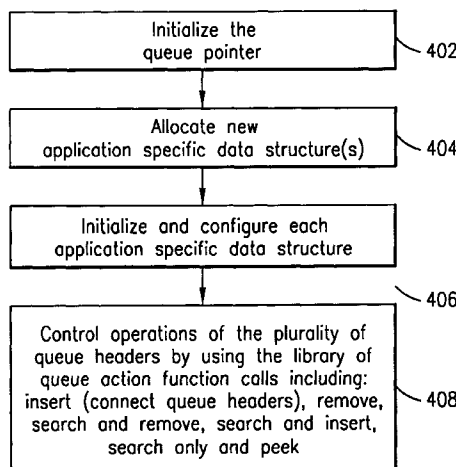 Initialize the
queue pointer
402
Allocate new
application specific data structure(s)
404
Initialize and configure each
application specific data structure
406
Control operations of the plurality of
queue headers by using the library of
queue action function calls including:
insert (connect queue headers), remove,
search and remove, search and insert,
search only and peek
408